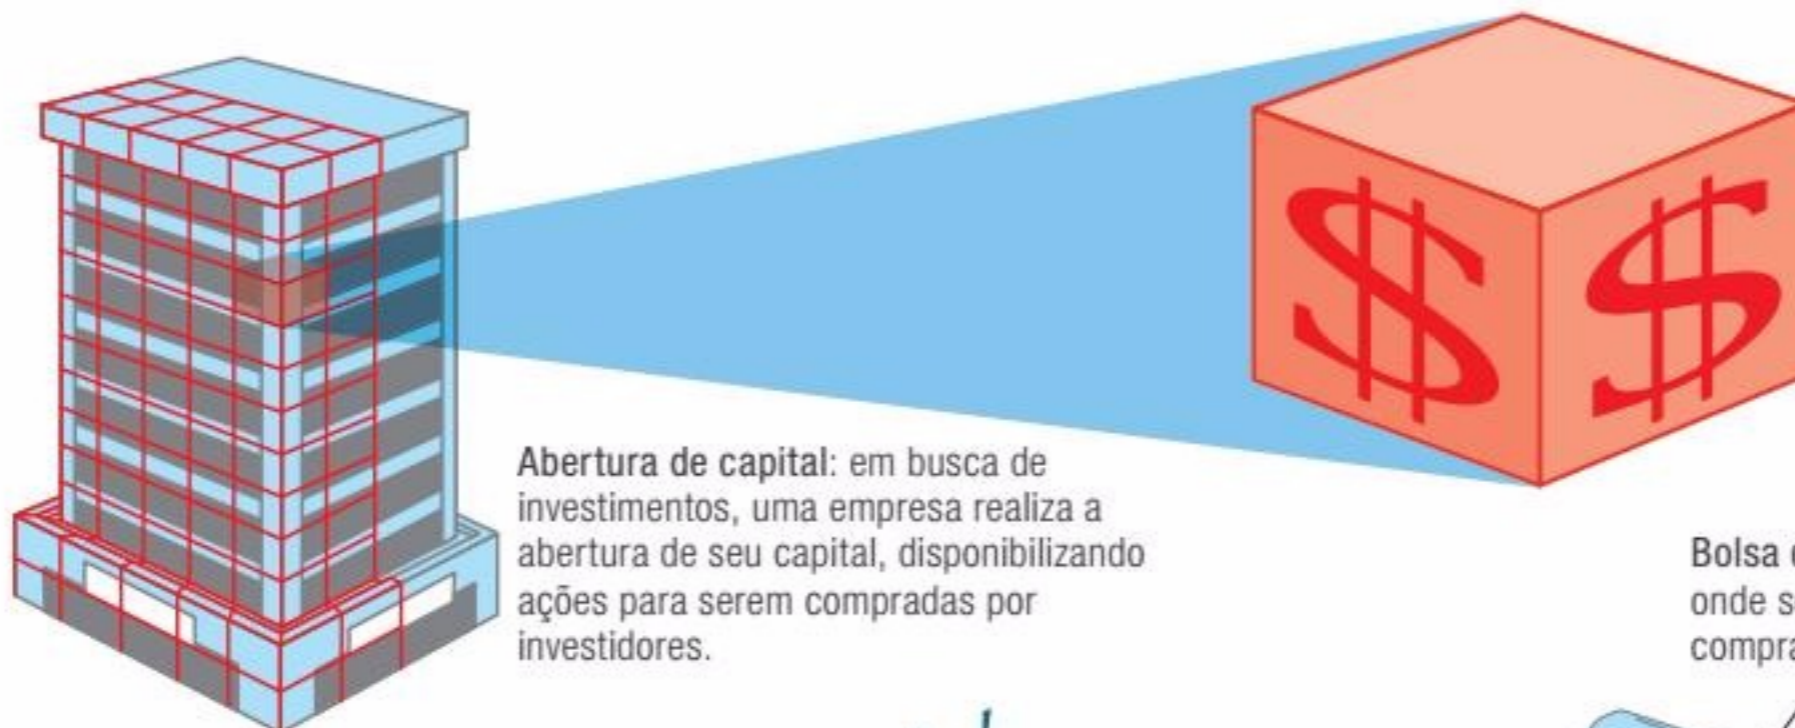 $ $
Abertura de capital: em busca de
investimentos, uma empresa realiza a
abertura de seu capital, disponibilizando
ações para serem compradas por
investidores.
Bolsa
onde